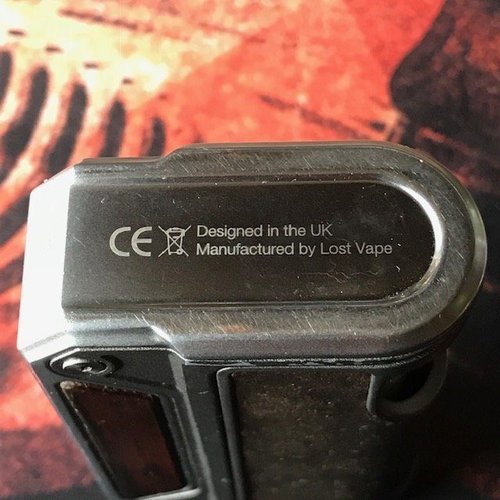 CE Designed in the UK
Manufactured by Lost Vape